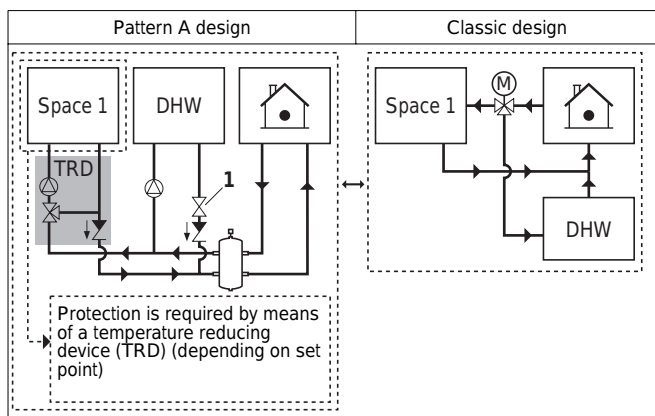 Pattern A design
Classic design
Space 1
DHW
TRD
1
Protection is required by means
of a temperature reducing
device (TRD) (depending on set
point)
M
Space 1
DHW